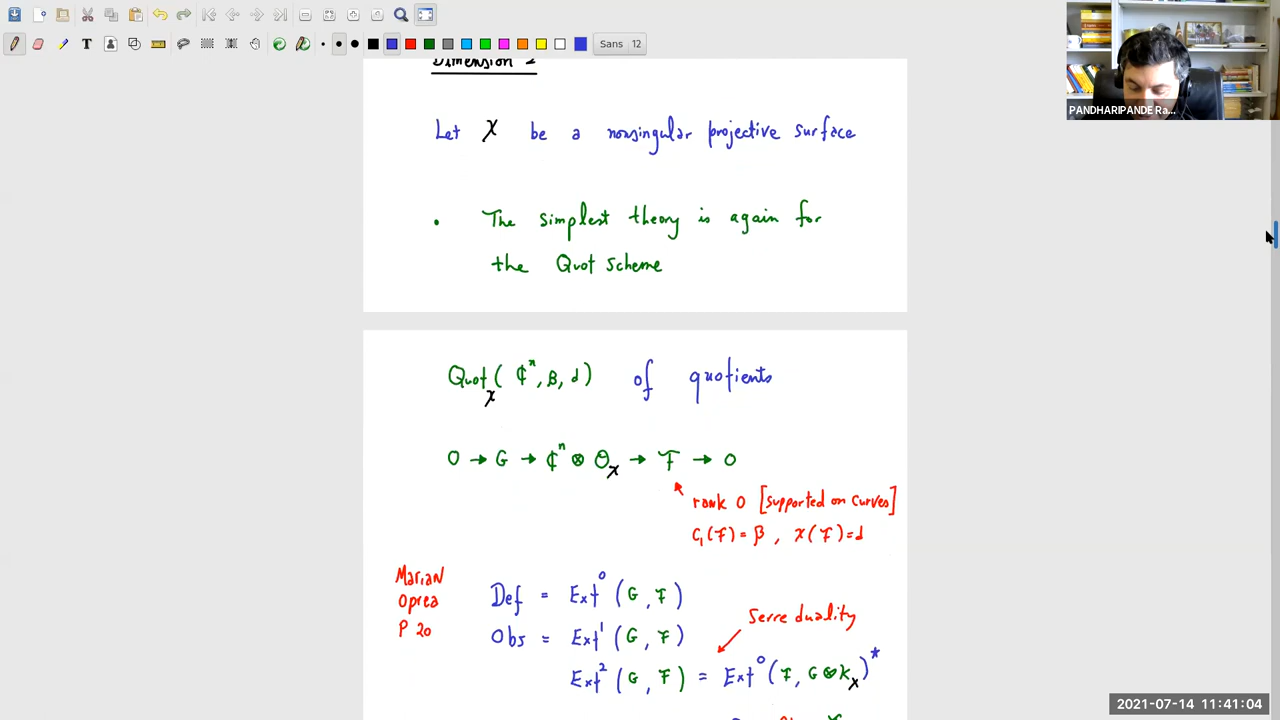 Sans 12
PANDHARIPANDE Ra...
Dimension 2
Let X be a nonsingular projective surface
• The simplest theory is again for
the Quot scheme
Quot_X (ℂ^n, β, d) of quotients
0 → G → ℂ^n ⊗ O_X → F → 0
rank 0 [supported on curves]
c_1(F) = β , χ(F) = d
Marian
Oprea
P 20
Def = Ext^0 (G, F)
Obs = Ext^1 (G, F)
Serre duality
Ext^2 (G, F) = Ext^0 (F, G ⊗ K_X)^*
2021-07-14 11:41:04